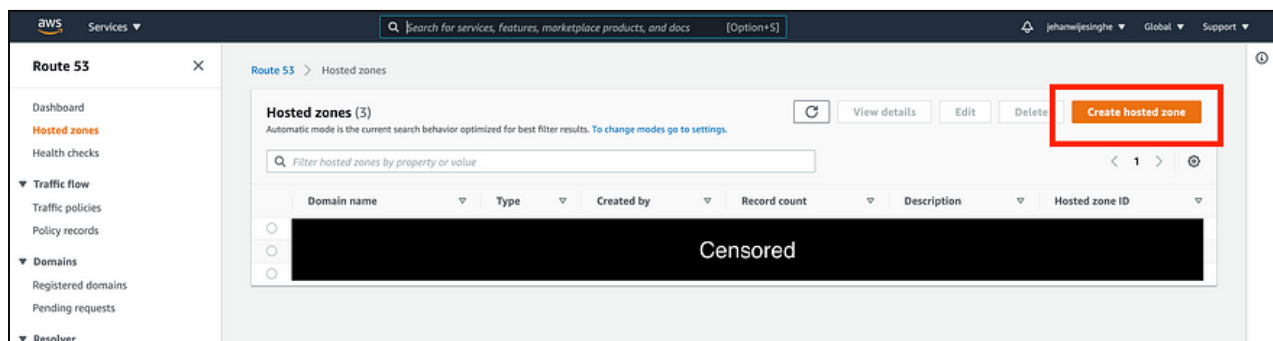 aws Services ▼ Search for services, features, marketplace products, and docs [Option+S] jehanwijesinghe ▼ Global ▼ Support ▼
Route 53
Dashboard
Hosted zones
Health checks
▼ Traffic flow
Traffic policies
Policy records
▼ Domains
Registered domains
Pending requests
▼ Resolver
Route 53 > Hosted zones
Hosted zones (3) View details Edit Delete Create hosted zone
Automatic mode is the current search behavior optimized for best filter results. To change modes go to settings.
Filter hosted zones by property or value < 1 >
Domain name Type Created by Record count Description Hosted zone ID
Censored